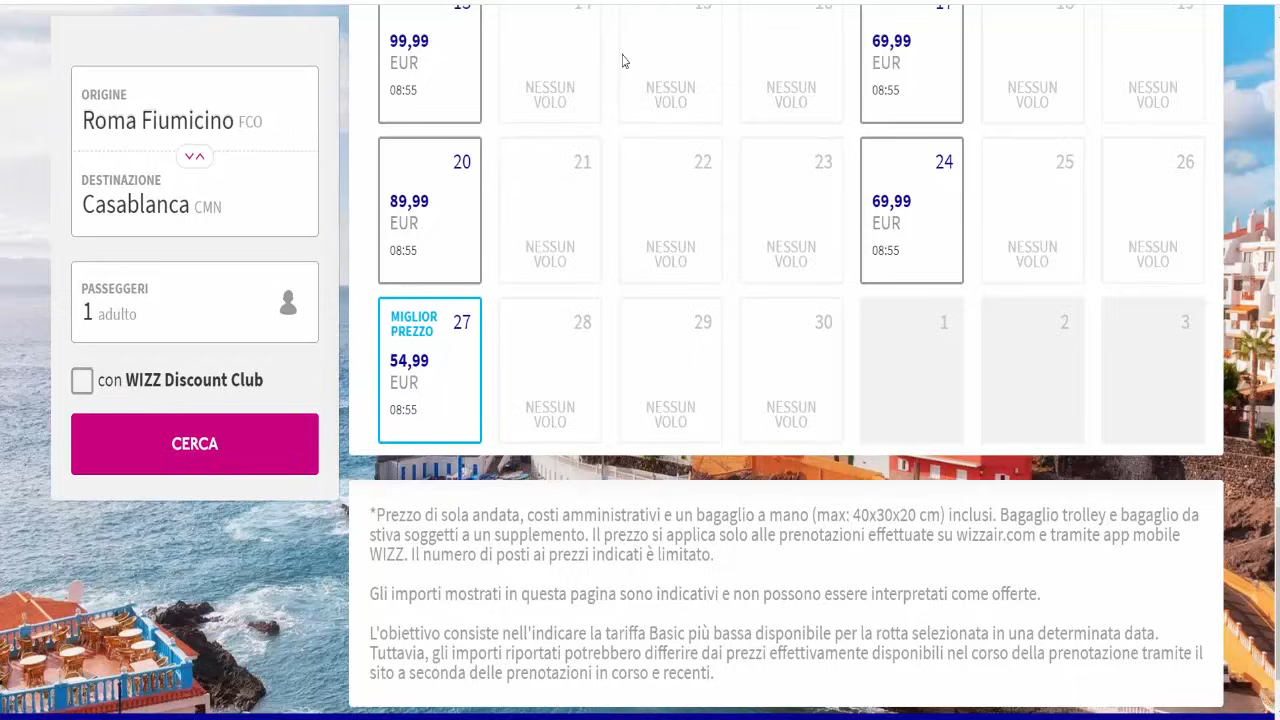 13 14 15 16 17 18 19
99,99
EUR
08:55
NESSUN
VOLO
NESSUN
VOLO
NESSUN
VOLO
69,99
EUR
08:55
NESSUN
VOLO
NESSUN
VOLO
ORIGINE
Roma Fiumicino FCO
DESTINAZIONE
Casablanca CMN
PASSEGGERI
1 adulto
con WIZZ Discount Club
CERCA
20
89,99
EUR
08:55
21
NESSUN
VOLO
22
NESSUN
VOLO
23
NESSUN
VOLO
24
69,99
EUR
08:55
25
NESSUN
VOLO
26
NESSUN
VOLO
MIGLIOR
PREZZO
27
54,99
EUR
08:55
28
NESSUN
VOLO
29
NESSUN
VOLO
30
NESSUN
VOLO
1
2
3
*Prezzo di sola andata, costi amministrativi e un bagaglio a mano (max: 40x30x20 cm) inclusi. Bagaglio trolley e bagaglio da
stiva soggetti a un supplemento. Il prezzo si applica solo alle prenotazioni effettuate su wizzair.com e tramite app mobile
WIZZ. Il numero di posti ai prezzi indicati è limitato.
Gli importi mostrati in questa pagina sono indicativi e non possono essere interpretati come offerte.
L'obiettivo consiste nell'indicare la tariffa Basic più bassa disponibile per la rotta selezionata in una determinata data.
Tuttavia, gli importi riportati potrebbero differire dai prezzi effettivamente disponibili nel corso della prenotazione tramite il
sito a seconda delle prenotazioni in corso e recenti.